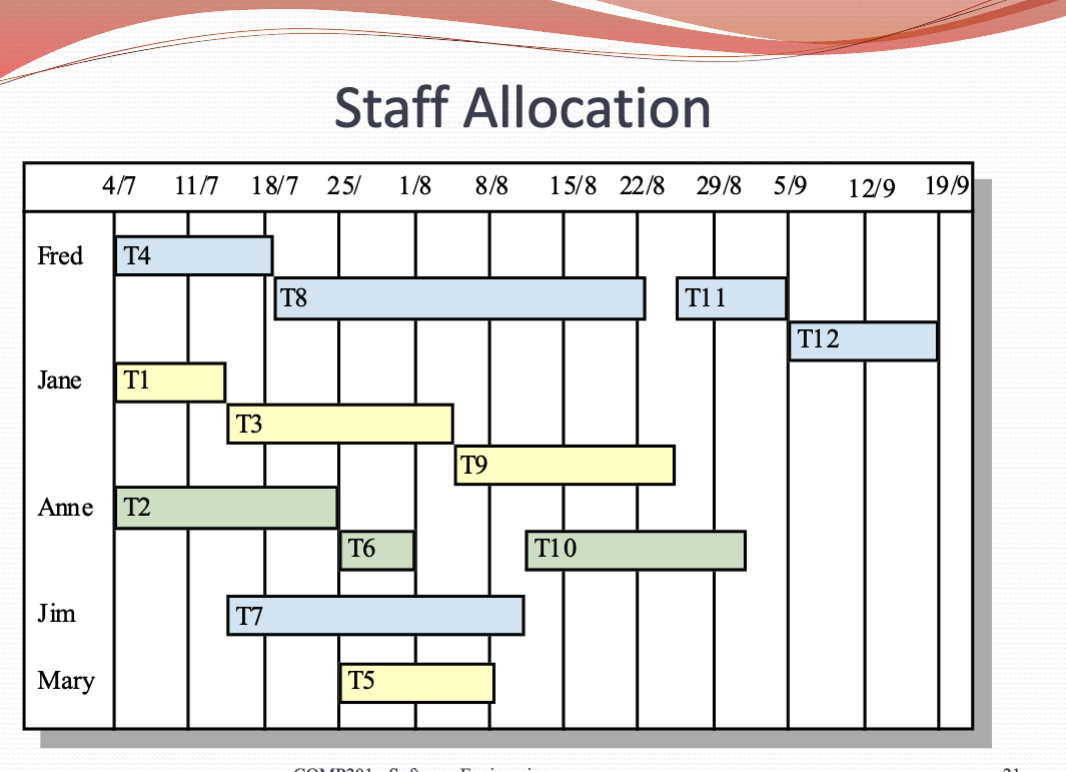 Staff Allocation
4/7 11/7 18/7 25/ 1/8 8/8 15/8 22/8 29/8 5/9 12/9 19/9
Fred T4
T8 T11
T12
Jane T1
T3
T9
Anne T2
T6 T10
Jim T7
Mary T5